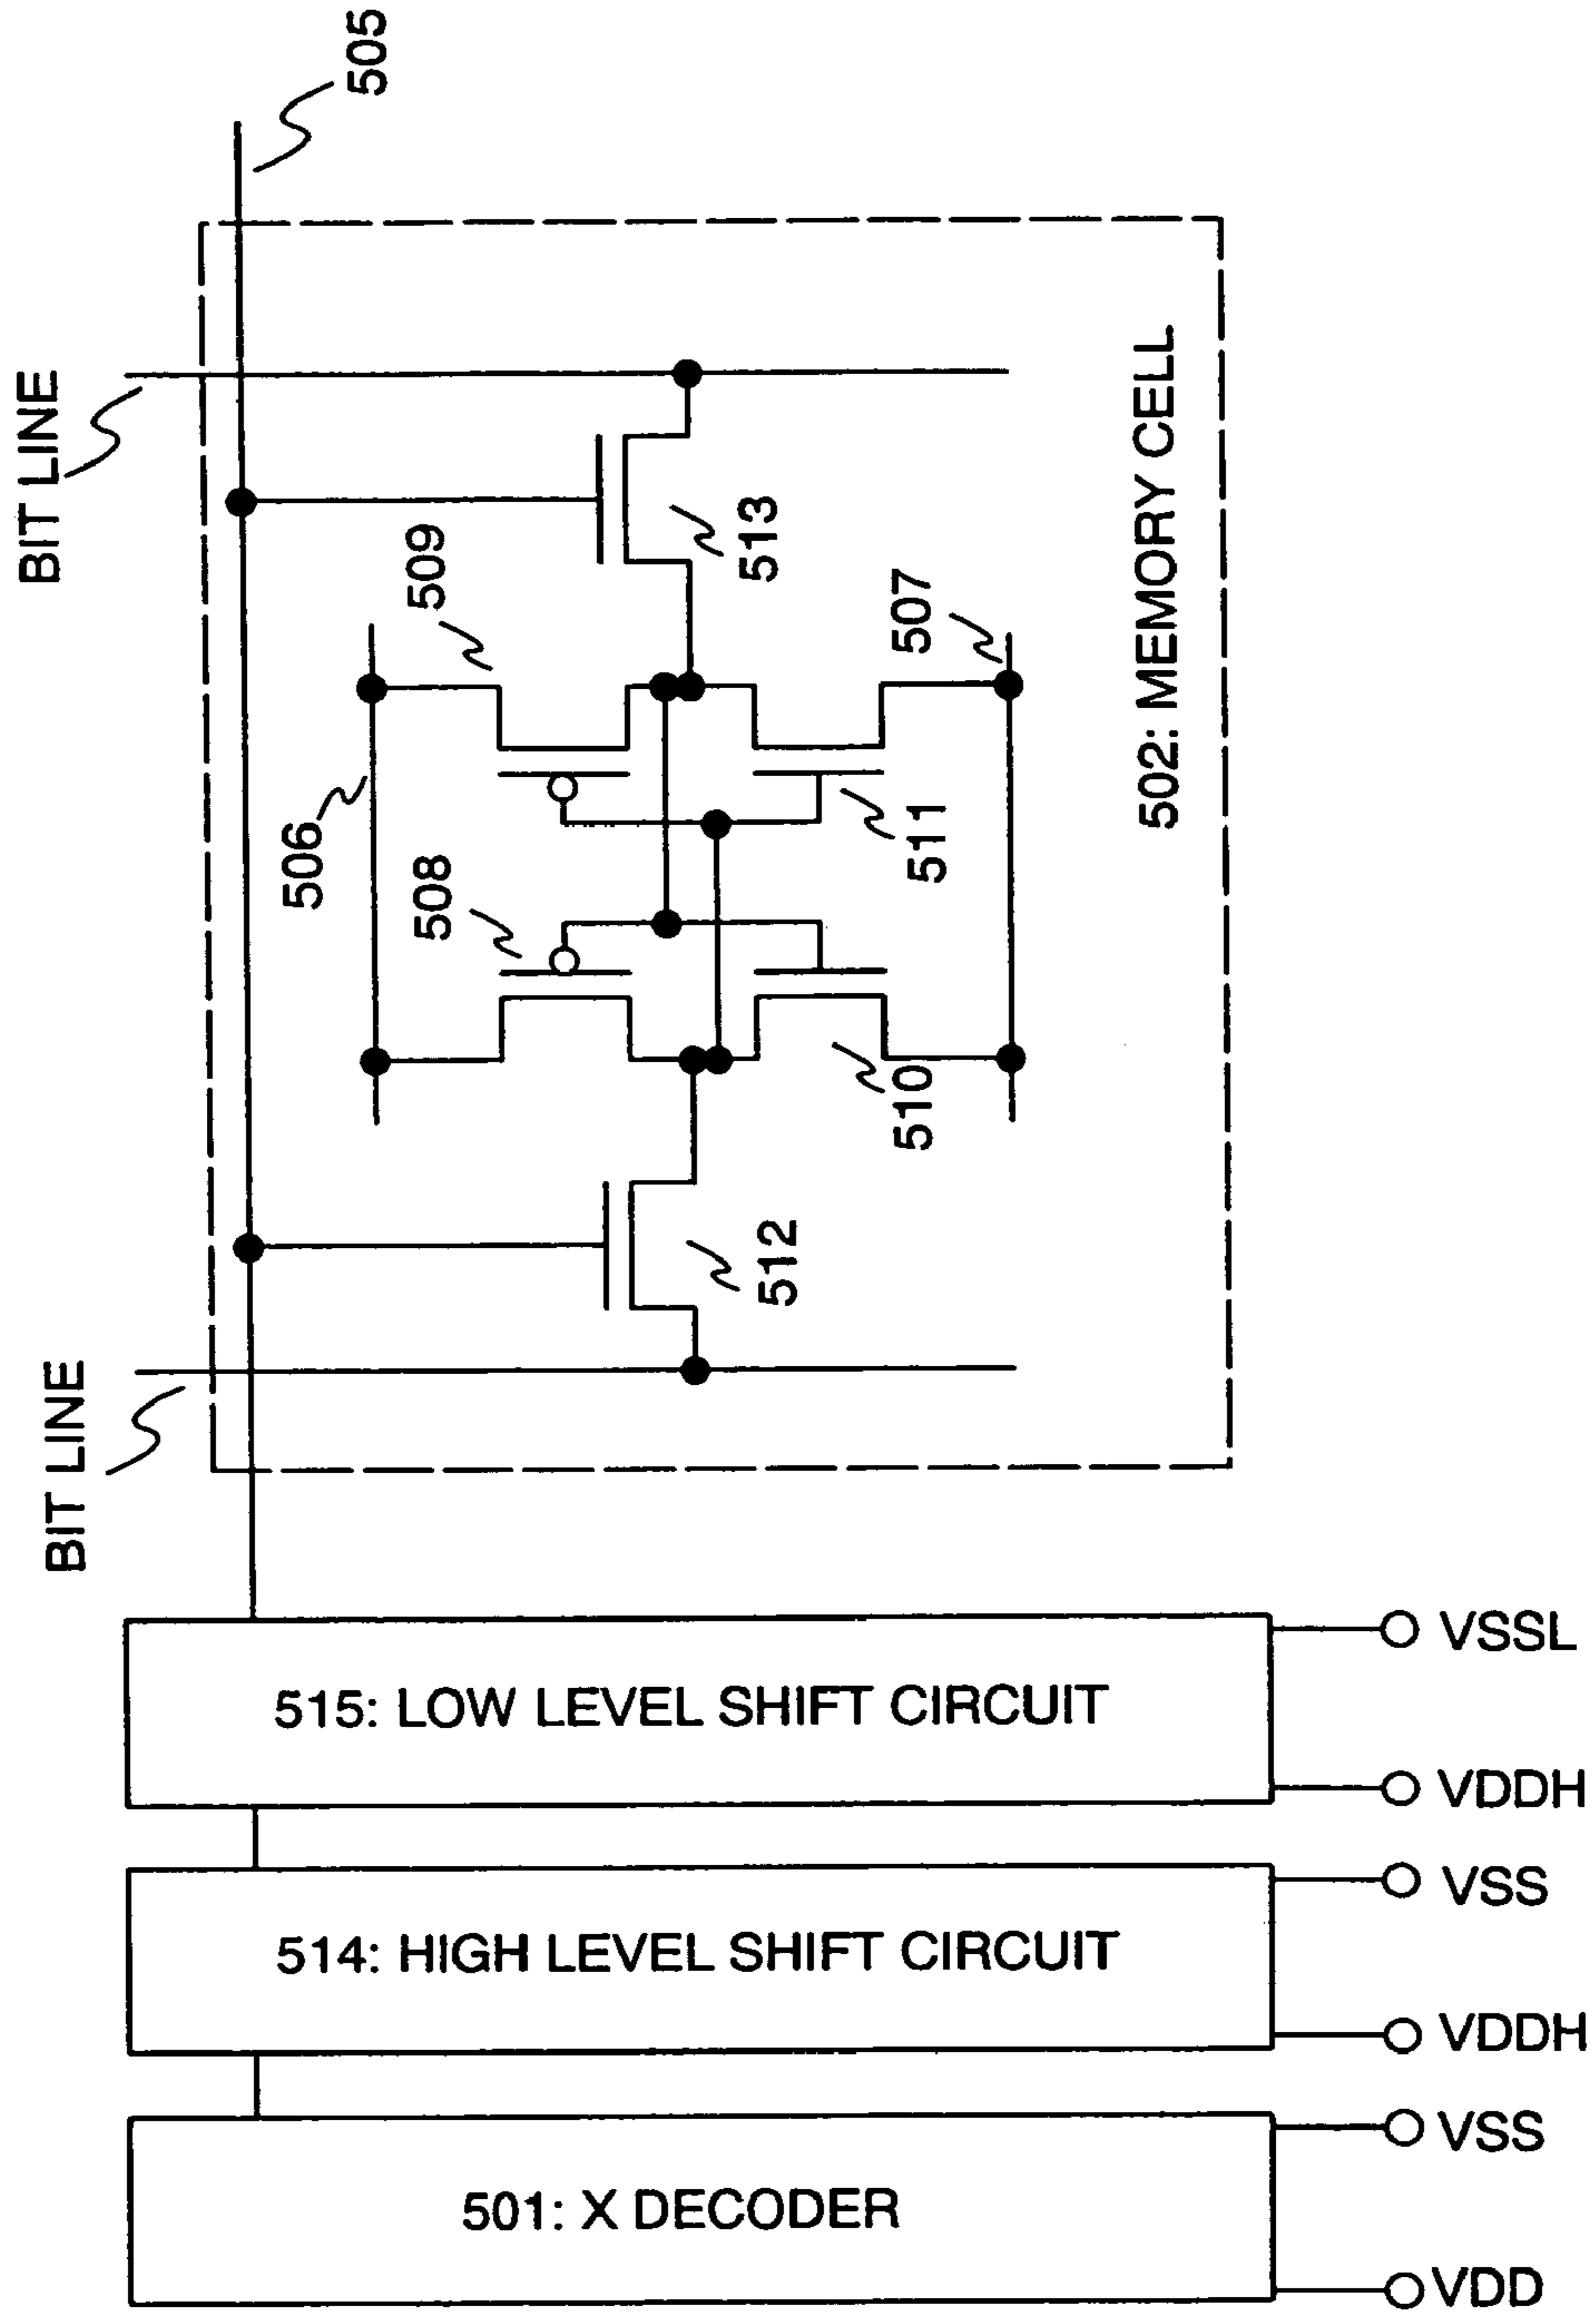 BIT LINE
BIT LINE
505
506
509
508
513
507
512
510
511
502: MEMORY CELL
501: X DECODER
514: HIGH LEVEL SHIFT CIRCUIT
515: LOW LEVEL SHIFT CIRCUIT
VDD
VSS
VDDH
VSS
VDDH
VSSL